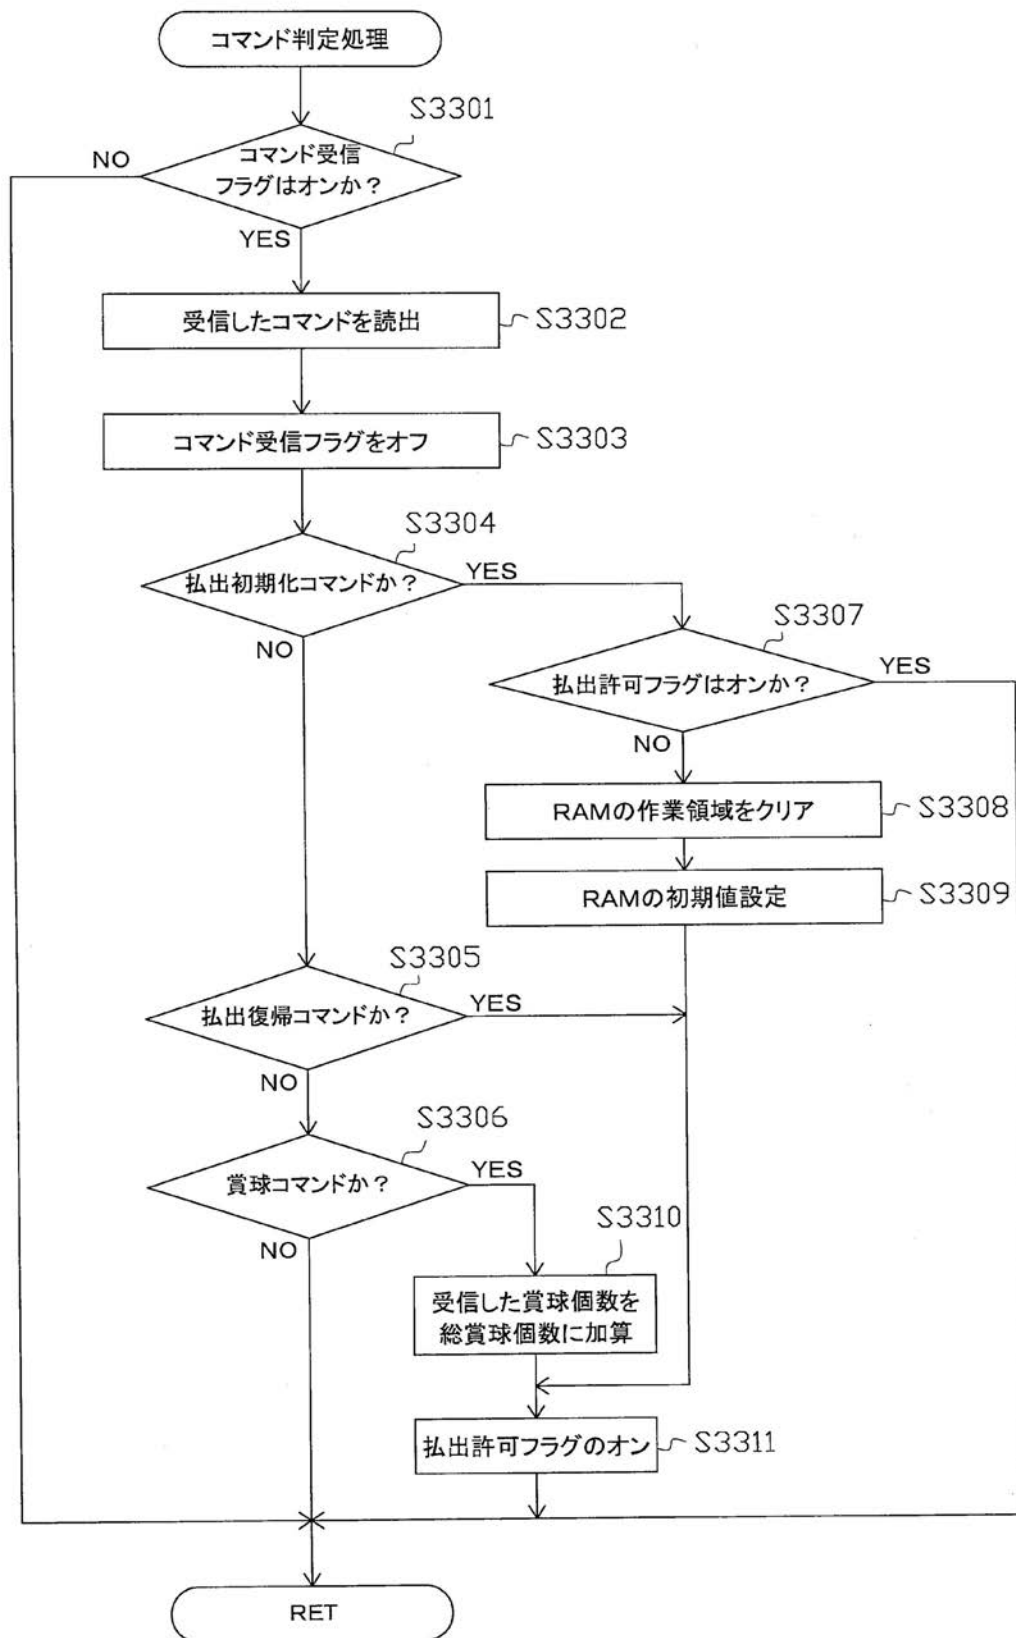 コマンド判定処理
S3301
コマンド受信
フラグはオンか？
NO
YES
受信したコマンドを読出
S3302
コマンド受信フラグをオフ
S3303
S3304
払出初期化コマンドか？
YES
NO
S3307
払出許可フラグはオンか？
YES
NO
RAMの作業領域をクリア
S3308
RAMの初期値設定
S3309
S3305
払出復帰コマンドか？
YES
NO
S3306
賞球コマンドか？
YES
NO
S3310
受信した賞球個数を
総賞球個数に加算
払出許可フラグのオン
S3311
RET